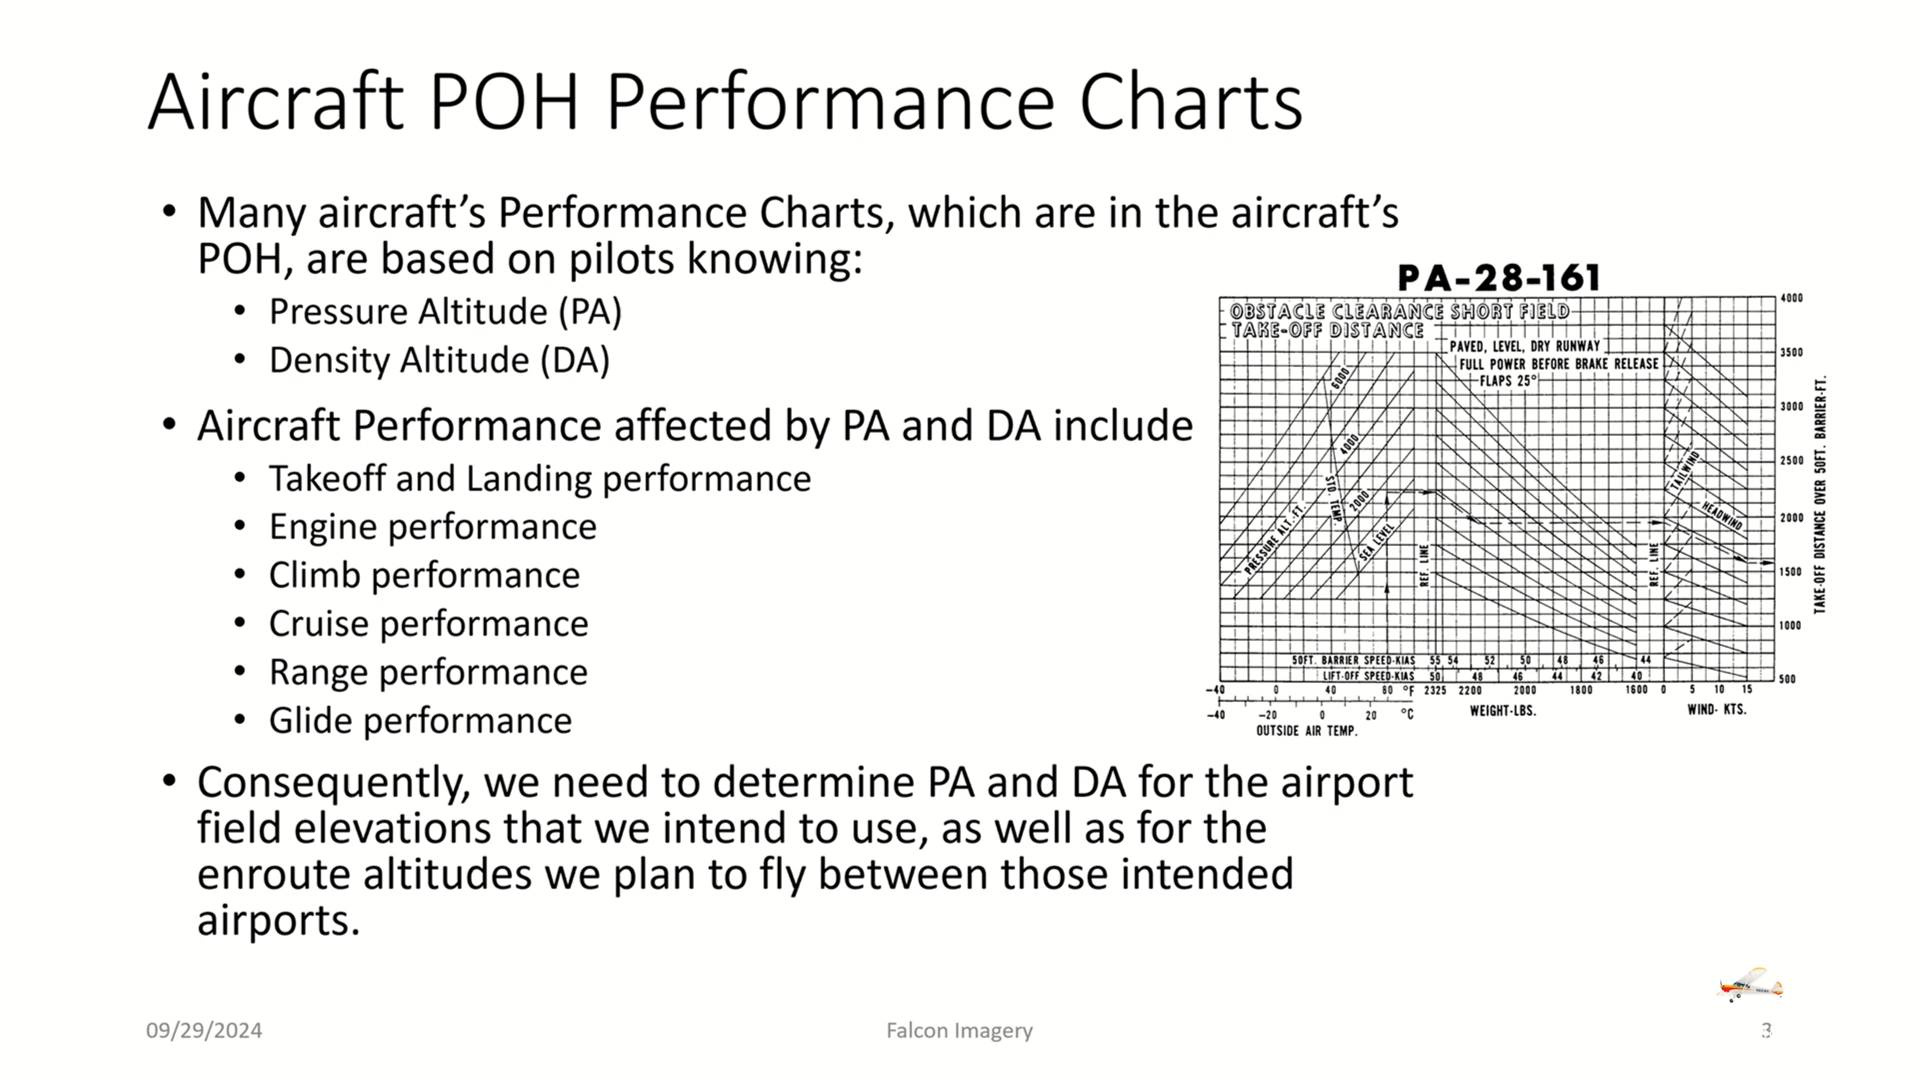 Aircraft POH Performance Charts
• Many aircraft’s Performance Charts, which are in the aircraft’s
POH, are based on pilots knowing:
• Pressure Altitude (PA)
• Density Altitude (DA)
• Aircraft Performance affected by PA and DA include
• Takeoff and Landing performance
• Engine performance
• Climb performance
• Cruise performance
• Range performance
• Glide performance
• Consequently, we need to determine PA and DA for the airport
field elevations that we intend to use, as well as for the
enroute altitudes we plan to fly between those intended
airports.
PA-28-161
OBSTACLE CLEARANCE SHORT FIELD
TAKE-OFF DISTANCE
PAVED, LEVEL, DRY RUNWAY
FULL POWER BEFORE BRAKE RELEASE
FLAPS 25°
6000
4000
2000
SEA LEVEL
PRESSURE ALT.-FT.
STD. TEMP.
REF. LINE
REF. LINE
TAILWIND
HEADWIND
4000
3500
3000
2500
2000
1500
1000
500
TAKE-OFF DISTANCE OVER 50FT. BARRIER-FT.
50FT. BARRIER SPEED-KIAS 55 54 52 50 48 46 44
LIFT-OFF SPEED-KIAS 50 48 46 44 42 40
-40 0 40 80 °F 2325 2200 2000 1800 1600 0 5 10 15
-40 -20 0 20 °C
OUTSIDE AIR TEMP.
WEIGHT-LBS.
WIND- KTS.
09/29/2024
Falcon Imagery
3